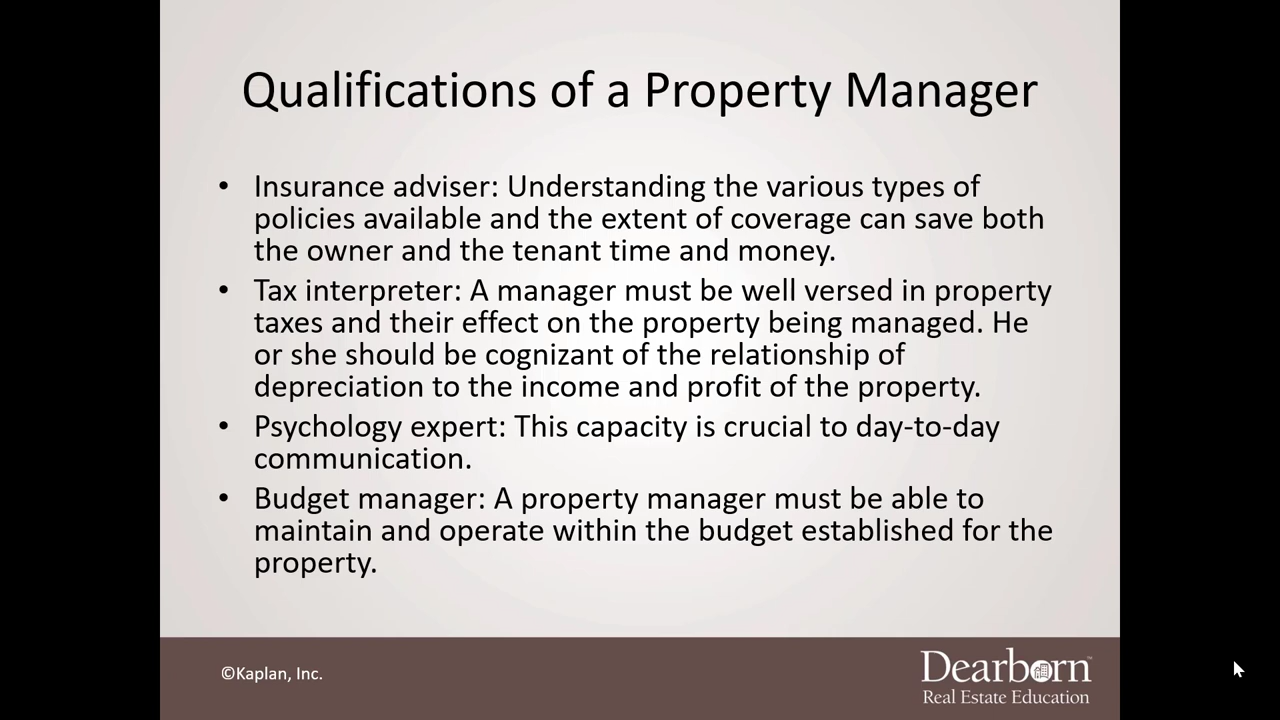 Qualifications of a Property Manager
• Insurance adviser: Understanding the various types of
policies available and the extent of coverage can save both
the owner and the tenant time and money.
• Tax interpreter: A manager must be well versed in property
taxes and their effect on the property being managed. He
or she should be cognizant of the relationship of
depreciation to the income and profit of the property.
• Psychology expert: This capacity is crucial to day-to-day
communication.
• Budget manager: A property manager must be able to
maintain and operate within the budget established for the
property.
©Kaplan, Inc.
Dearborn™
Real Estate Education